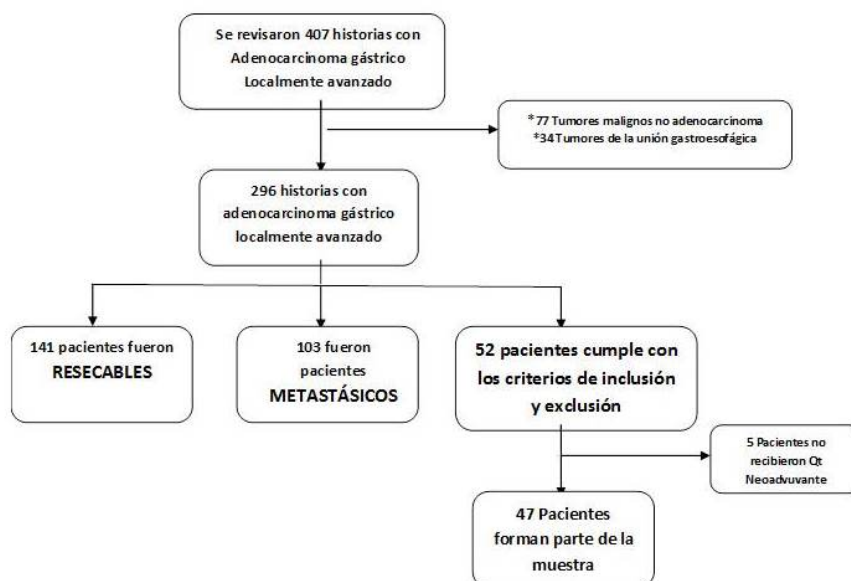 Se revisaron 407 historias con
Adenocarcinoma gástrico
Localmente avanzado
*77 Tumores malignos no adenocarcinoma
*34 Tumores de la unión gastroesofágica
296 historias con
adenocarcinoma gástrico
localmente avanzado
141 pacientes fueron
RESECABLES
103 fueron
pacientes
METASTÁSICOS
52 pacientes cumple con
los criterios de inclusión
y exclusión
5 Pacientes no
recibieron Qt
Neoadvuvante
47 Pacientes
forman parte de la
muestra